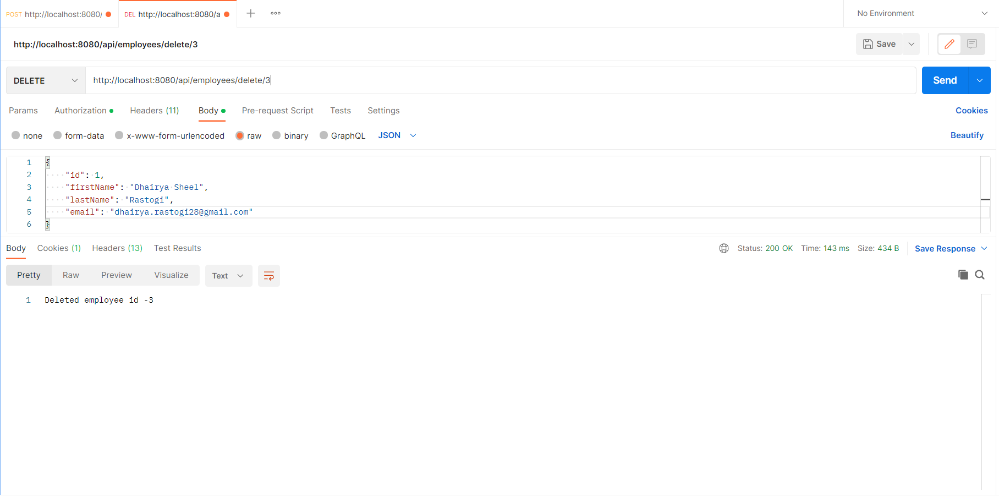 POST http://localhost:8080/ DEL http://localhost:8080/a No Environment
http://localhost:8080/api/employees/delete/3 Save
DELETE http://localhost:8080/api/employees/delete/3 Send
Params Authorization Headers (11) Body Pre-request Script Tests Settings Cookies
none form-data x-www-form-urlencoded raw binary GraphQL JSON Beautify
1 {
2 "id": 1,
3 "firstName": "Dhairya Sheel",
4 "lastName": "Rastogi",
5 "email": "dhairya.rastogi28@gmail.com"
6 }
Body Cookies (1) Headers (13) Test Results Status: 200 OK Time: 143 ms Size: 434 B Save Response
Pretty Raw Preview Visualize Text
1 Deleted employee id -3